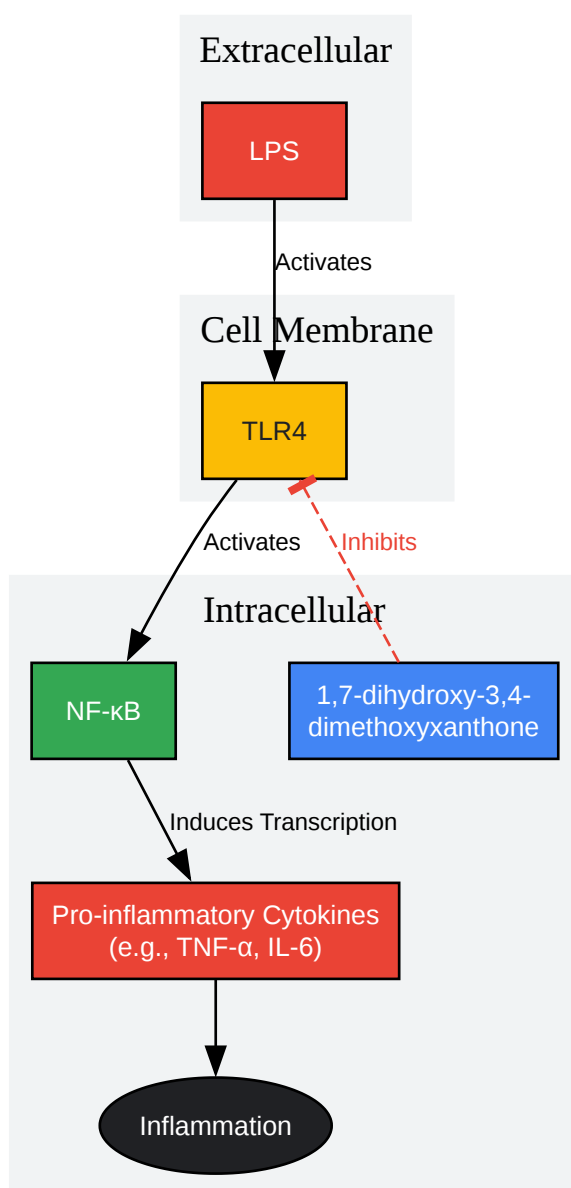 Extracellular
LPS
Activates
Cell Membrane
TLR4
Activates
Inhibits
Intracellular
NF-κB
1,7-dihydroxy-3,4-
dimethoxyxanthone
Induces Transcription
Pro-inflammatory Cytokines
(e.g., TNF-α, IL-6)
Inflammation